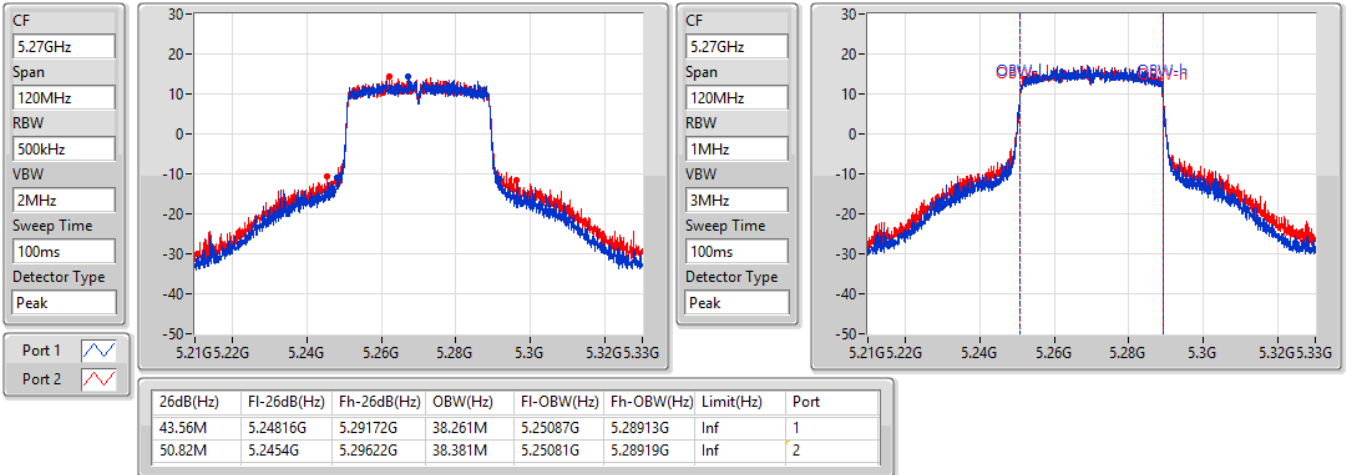 CF
5.27GHz
Span
120MHz
RBW
500kHz
VBW
2MHz
Sweep Time
100ms
Detector Type
Peak
30
20
10
0
-10
-20
-30
-40
-50
5.21G 5.22G 5.24G 5.26G 5.28G 5.3G 5.32G 5.33G
CF
5.27GHz
Span
120MHz
RBW
1MHz
VBW
3MHz
Sweep Time
100ms
Detector Type
Peak
30
20
10
0
-10
-20
-30
-40
-50
OBW-l OBW-h
5.21G 5.22G 5.24G 5.26G 5.28G 5.3G 5.32G 5.33G
Port 1
Port 2
26dB(Hz) Fl-26dB(Hz) Fh-26dB(Hz) OBW(Hz) Fl-OBW(Hz) Fh-OBW(Hz) Limit(Hz) Port
43.56M 5.24816G 5.29172G 38.261M 5.25087G 5.28913G Inf 1
50.82M 5.2454G 5.29622G 38.381M 5.25081G 5.28919G Inf 2